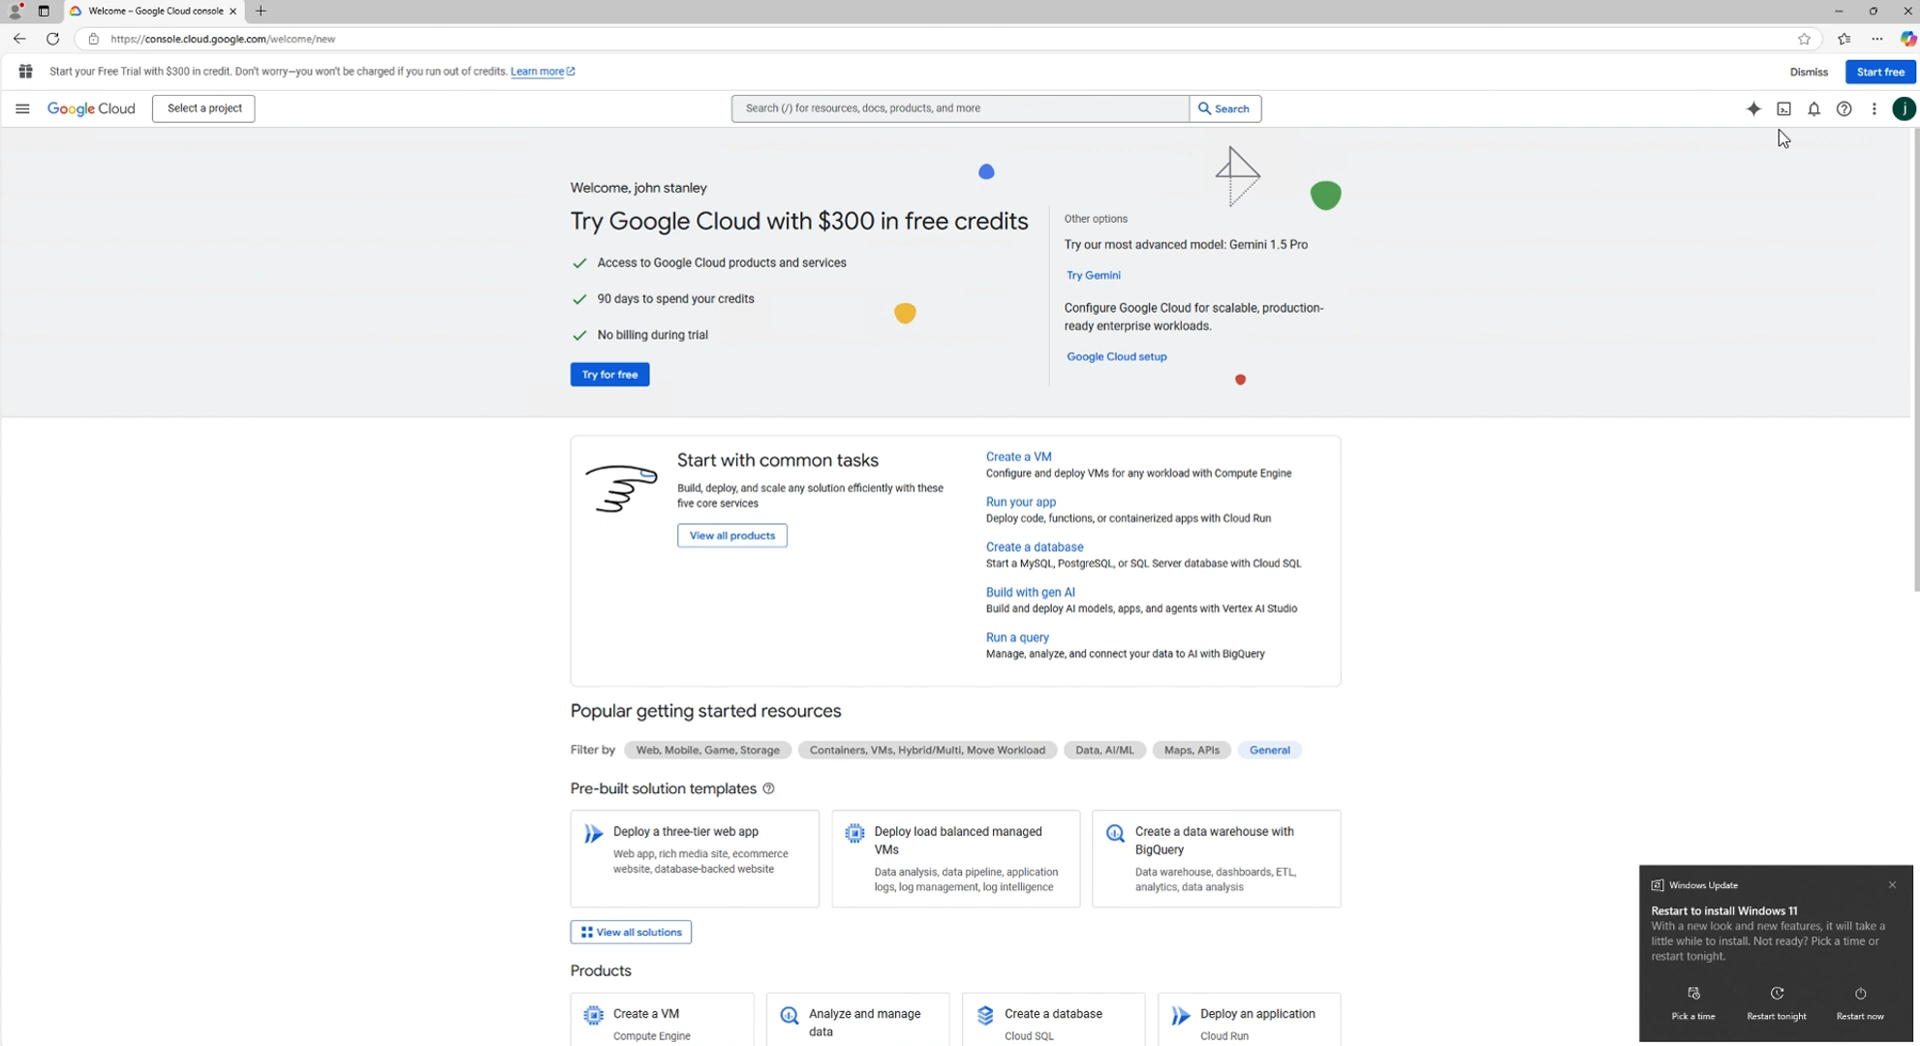 Welcome – Google Cloud console
https://console.cloud.google.com/welcome/new
Start your Free Trial with $300 in credit. Don't worry—you won't be charged if you run out of credits. Learn more
Dismiss
Start free
Google Cloud
Select a project
Search (/) for resources, docs, products, and more
Search
j
Welcome, john stanley
Try Google Cloud with $300 in free credits
Access to Google Cloud products and services
90 days to spend your credits
No billing during trial
Try for free
Other options
Try our most advanced model: Gemini 1.5 Pro
Try Gemini
Configure Google Cloud for scalable, production-
ready enterprise workloads.
Google Cloud setup
Start with common tasks
Build, deploy, and scale any solution efficiently with these
five core services
View all products
Create a VM
Configure and deploy VMs for any workload with Compute Engine
Run your app
Deploy code, functions, or containerized apps with Cloud Run
Create a database
Start a MySQL, PostgreSQL, or SQL Server database with Cloud SQL
Build with gen AI
Build and deploy AI models, apps, and agents with Vertex AI Studio
Run a query
Manage, analyze, and connect your data to AI with BigQuery
Popular getting started resources
Filter by
Web, Mobile, Game, Storage
Containers, VMs, Hybrid/Multi, Move Workload
Data, AI/ML
Maps, APIs
General
Pre-built solution templates
Deploy a three-tier web app
Web app, rich media site, ecommerce
website, database-backed website
Deploy load balanced managed
VMs
Data analysis, data pipeline, application
logs, log management, log intelligence
Create a data warehouse with
BigQuery
Data warehouse, dashboards, ETL,
analytics, data analysis
View all solutions
Products
Create a VM
Compute Engine
Analyze and manage
data
Create a database
Cloud SQL
Deploy an application
Cloud Run
Windows Update
Restart to install Windows 11
With a new look and new features, it will take a
little while to install. Not ready? Pick a time or
restart tonight.
Pick a time
Restart tonight
Restart now